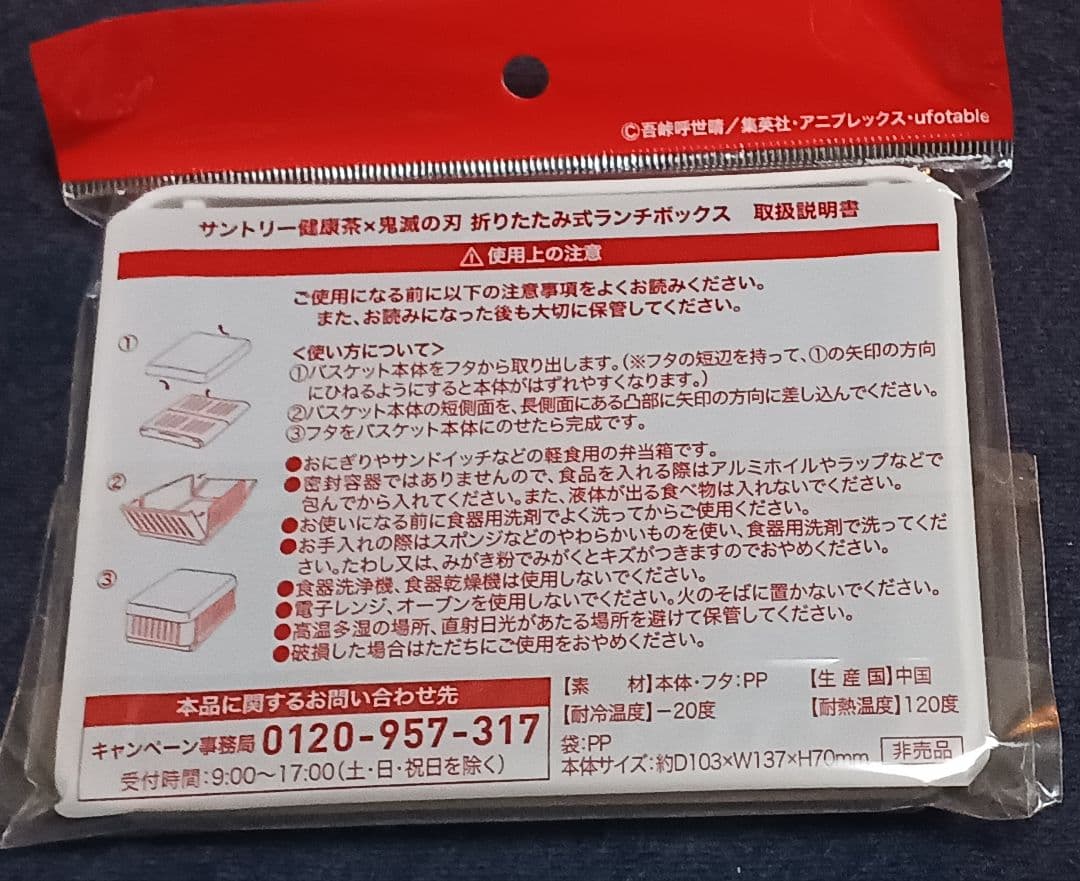 ©吾峠呼世晴／集英社・アニプレックス・ufotable
サントリー健康茶×鬼滅の刃 折りたたみ式ランチボックス 取扱説明書
⚠使用上の注意
ご使用になる前に以下の注意事項をよくお読みください。
また、お読みになった後も大切に保管してください。
<使い方について>
①
①バスケット本体をフタから取り出します。(※フタの短辺を持って、①の矢印の方向
にひねるようにすると本体がはずれやすくなります。)
②バスケット本体の短側面を、長側面にある凸部に矢印の方向に差し込んでください。
③フタをバスケット本体にのせたら完成です。
●おにぎりやサンドイッチなどの軽食用の弁当箱です。
②
●密封容器ではありませんので、食品を入れる際はアルミホイルやラップなどで
包んでから入れてください。また、液体が出る食べ物は入れないでください。
●お使いになる前に食器用洗剤でよく洗ってからご使用ください。
●お手入れの際はスポンジなどのやわらかいものを使い、食器用洗剤で洗ってくだ
さい。たわし又は、みがき粉でみがくとキズがつきますのでおやめください。
③
●食器洗浄機、食器乾燥機は使用しないでください。
●電子レンジ、オーブンを使用しないでください。火のそばに置かないでください。
●高温多湿の場所、直射日光があたる場所を避けて保管してください。
●破損した場合はただちにご使用をおやめください。
本品に関するお問い合わせ先
キャンペーン事務局 0120-957-317
受付時間:9:00〜17:00(土・日・祝日を除く)
【素 材】本体・フタ:PP 【生 産 国】中国
【耐冷温度】−20度 【耐熱温度】120度
袋:PP
本体サイズ:約D103×W137×H70mm 非売品